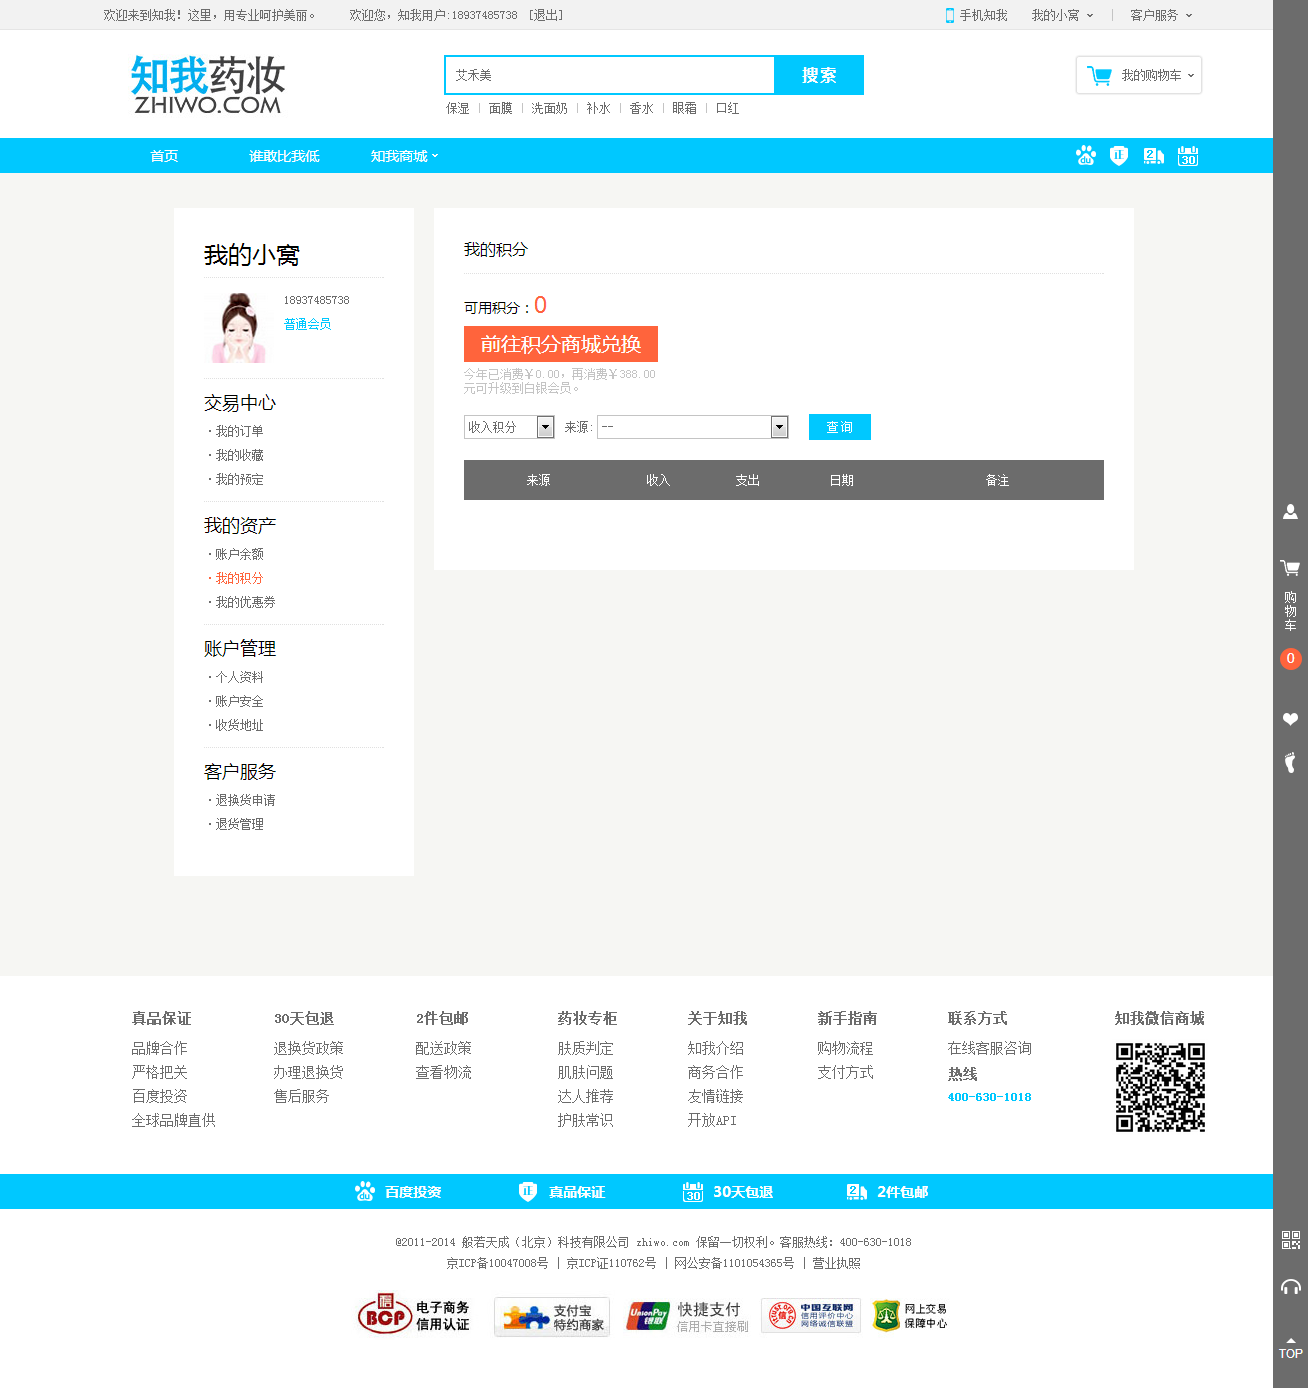 欢迎来到知我！这里，用专业呵护美丽。 欢迎您，知我用户:18937485738 [退出] 手机知我 我的小窝 客户服务
知我药妆
ZHIWO.COM
艾禾美 搜索
保湿 | 面膜 | 洗面奶 | 补水 | 香水 | 眼霜 | 口红
我的购物车
首页 谁敢比我低 知我商城
du 正 2 30
我的小窝
18937485738
普通会员
交易中心
·我的订单
·我的收藏
·我的预定
我的资产
·账户余额
·我的积分
·我的优惠券
账户管理
·个人资料
·账户安全
·收货地址
客户服务
·退换货申请
·退货管理
我的积分
可用积分：0
前往积分商城兑换
今年已消费￥0.00，再消费￥388.00
元可升级到白银会员。
收入积分 来源: -- 查询
来源 收入 支出 日期 备注
购物车
0
TOP
真品保证
品牌合作
严格把关
百度投资
全球品牌直供
30天包退
退换货政策
办理退换货
售后服务
2件包邮
配送政策
查看物流
药妆专柜
肤质判定
肌肤问题
达人推荐
护肤常识
关于知我
知我介绍
商务合作
友情链接
开放API
新手指南
购物流程
支付方式
联系方式
在线客服咨询
热线
400-630-1018
知我微信商城
du 百度投资 正 真品保证 30 30天包退 2 2件包邮
@2011-2014 般若天成（北京）科技有限公司 zhiwo.com 保留一切权利。客服热线：400-630-1018
京ICP备10047008号 | 京ICP证110762号 | 网公安备1101054365号 | 营业执照
信 BCP 电子商务
信用认证
支付宝
特约商家
UnionPay 银联 快捷支付
信用卡直接刷
中国互联网
信用评价中心
网络诚信联盟
网上交易
保障中心